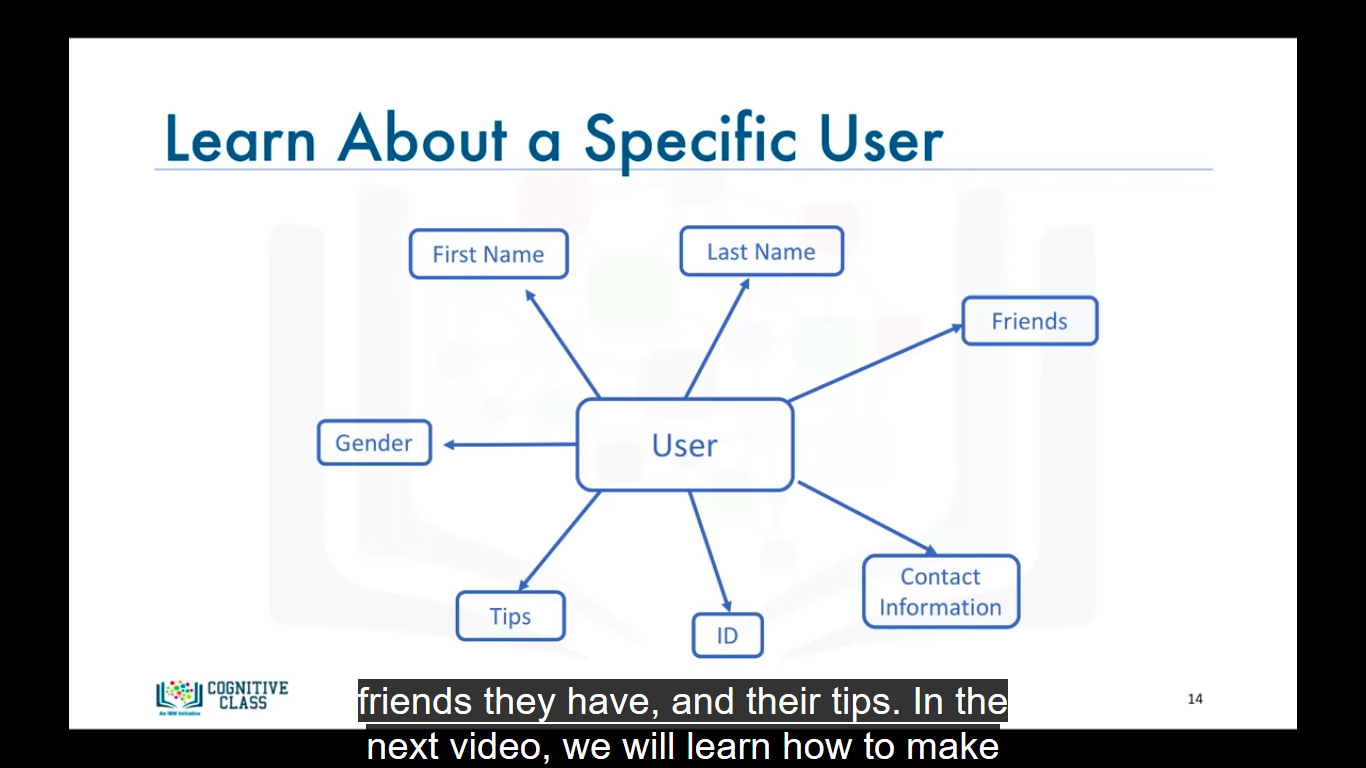 Learn About a Specific User
First Name
Last Name
Friends
Gender
User
Contact
Information
Tips
ID
COGNITIVE
CLASS
An IBM Initiative
14
friends they have, and their tips. In the
next video, we will learn how to make